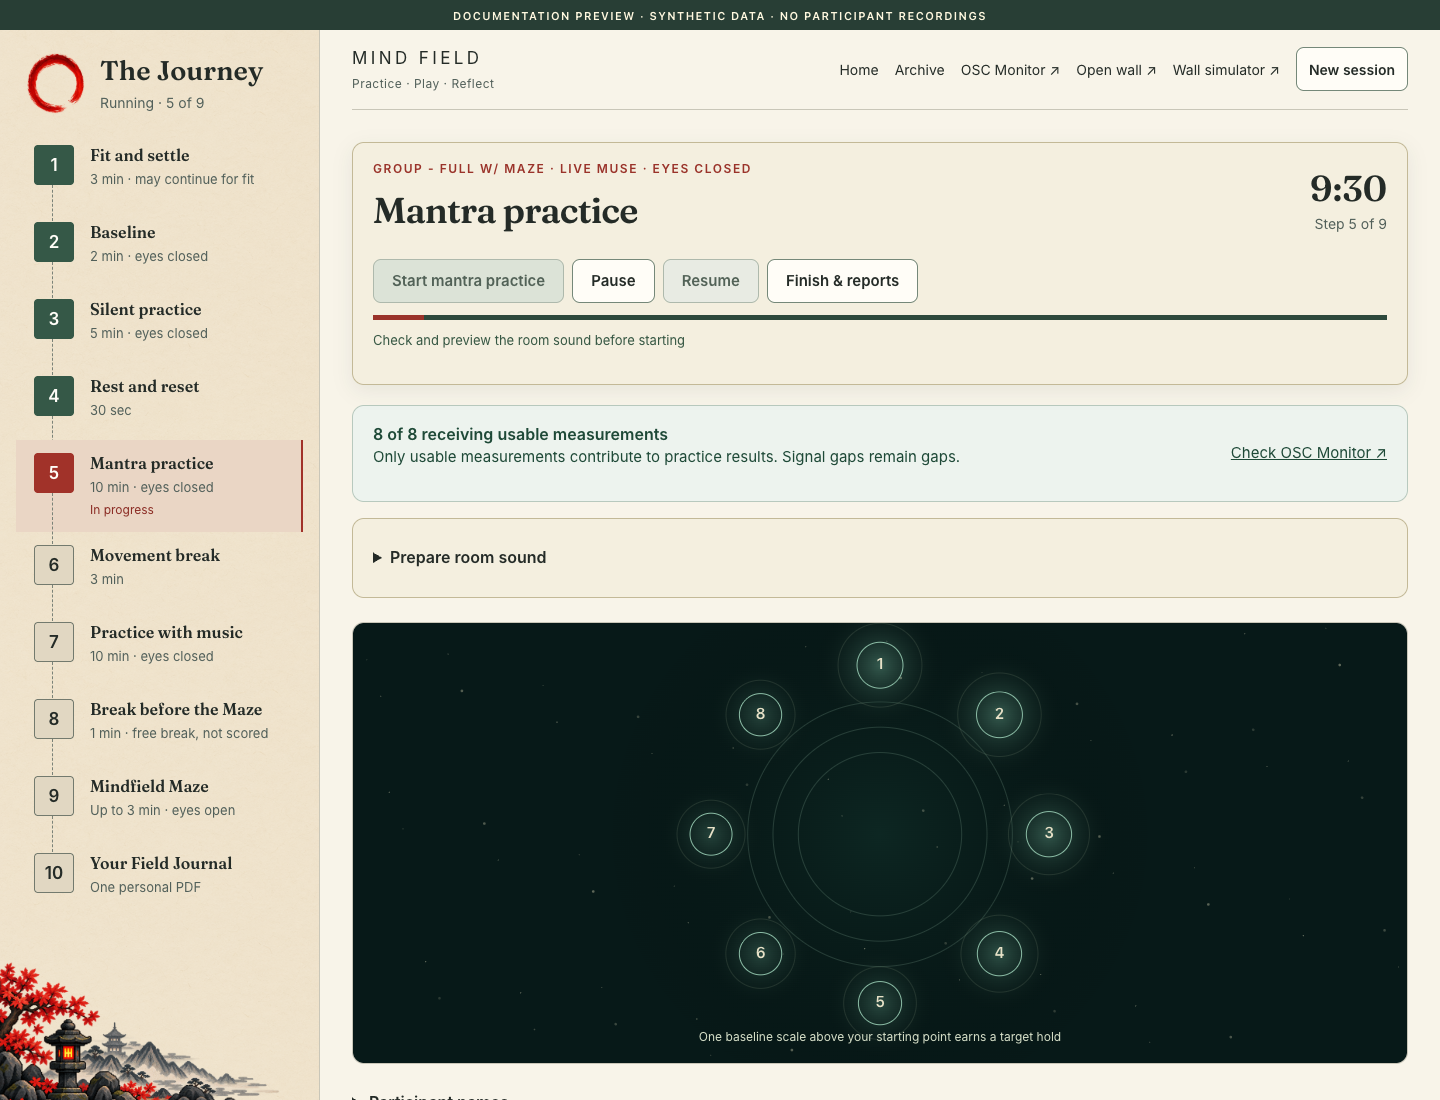 DOCUMENTATION PREVIEW · SYNTHETIC DATA · NO PARTICIPANT RECORDINGS
The Journey
Running · 5 of 9
1
Fit and settle
3 min · may continue for fit
2
Baseline
2 min · eyes closed
3
Silent practice
5 min · eyes closed
4
Rest and reset
30 sec
5
Mantra practice
10 min · eyes closed
In progress
6
Movement break
3 min
7
Practice with music
10 min · eyes closed
8
Break before the Maze
1 min · free break, not scored
9
Mindfield Maze
Up to 3 min · eyes open
10
Your Field Journal
One personal PDF
MIND FIELD
Practice · Play · Reflect
Home Archive OSC Monitor ↗ Open wall ↗ Wall simulator ↗ New session
GROUP - FULL W/ MAZE · LIVE MUSE · EYES CLOSED
Mantra practice
9:30
Step 5 of 9
Start mantra practice Pause Resume Finish & reports
Check and preview the room sound before starting
8 of 8 receiving usable measurements
Only usable measurements contribute to practice results. Signal gaps remain gaps.
Check OSC Monitor ↗
Prepare room sound
1
2
3
4
5
6
7
8
One baseline scale above your starting point earns a target hold
Participant names